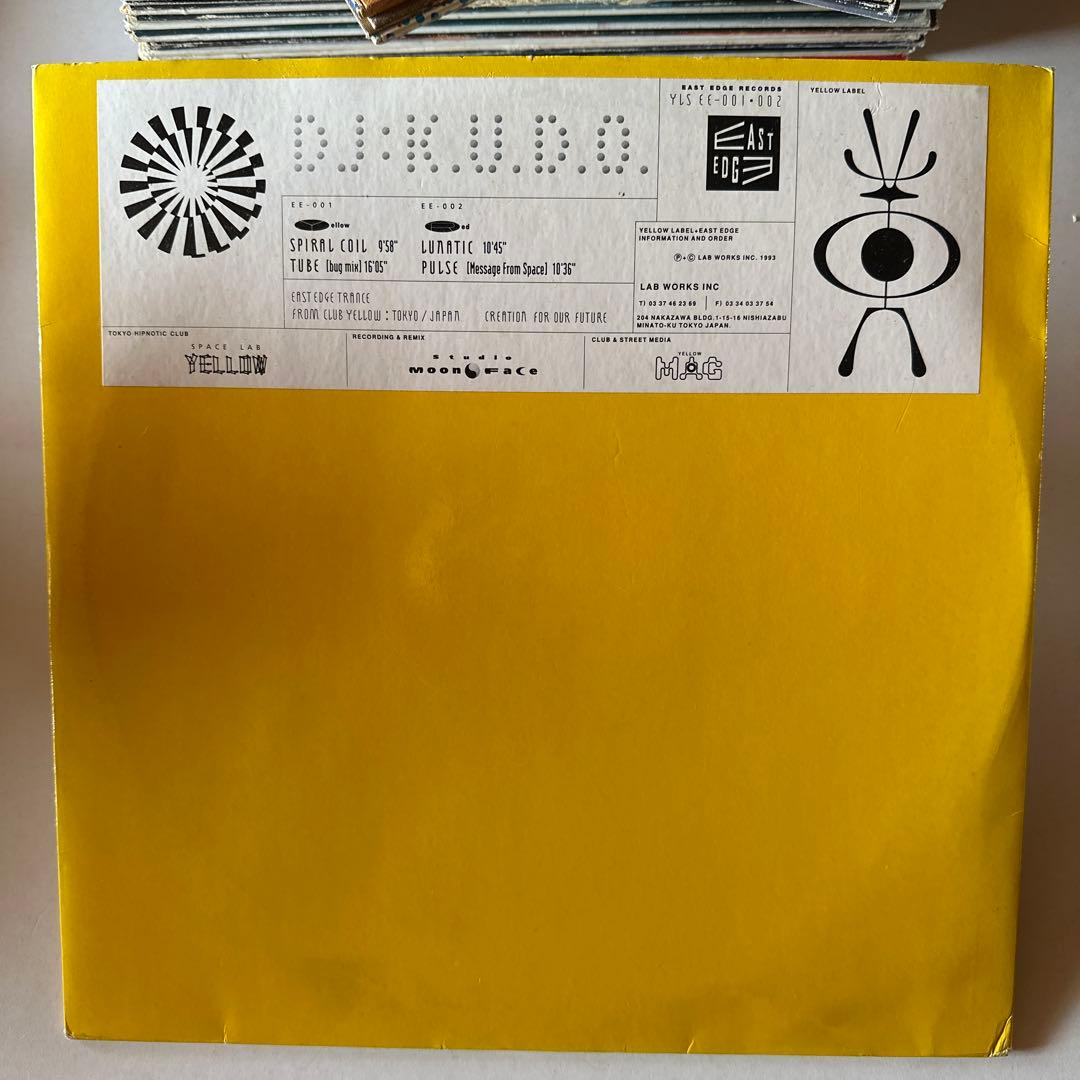 DJ:K.U.D.O.
EAST EDGE RECORDS
YLS EE-001•002
EAST
EDGE
YELLOW LABEL
EE-001
ellow
SPIRAL COIL 9'58"
TUBE [bug mix] 16'05"
EE-002
ed
LUNATIC 10'45"
PULSE [Message From Space] 10'36"
YELLOW LABEL+EAST EDGE
INFORMATION AND ORDER
Ⓟ+Ⓒ LAB WORKS INC. 1993
LAB WORKS INC
T) 03 37 46 23 69 | F) 03 34 03 37 54
204 NAKAZAWA BLDG.1-15-16 NISHIAZABU
MINATO-KU TOKYO JAPAN.
EAST EDGE TRANCE
FROM CLUB YELLOW : TOKYO / JAPAN CREATION FOR OUR FUTURE
TOKYO HIPNOTIC CLUB
SPACE LAB
YELLOW
RECORDING & REMIX
Studio
Moon Face
CLUB & STREET MEDIA
YELLOW
MAG